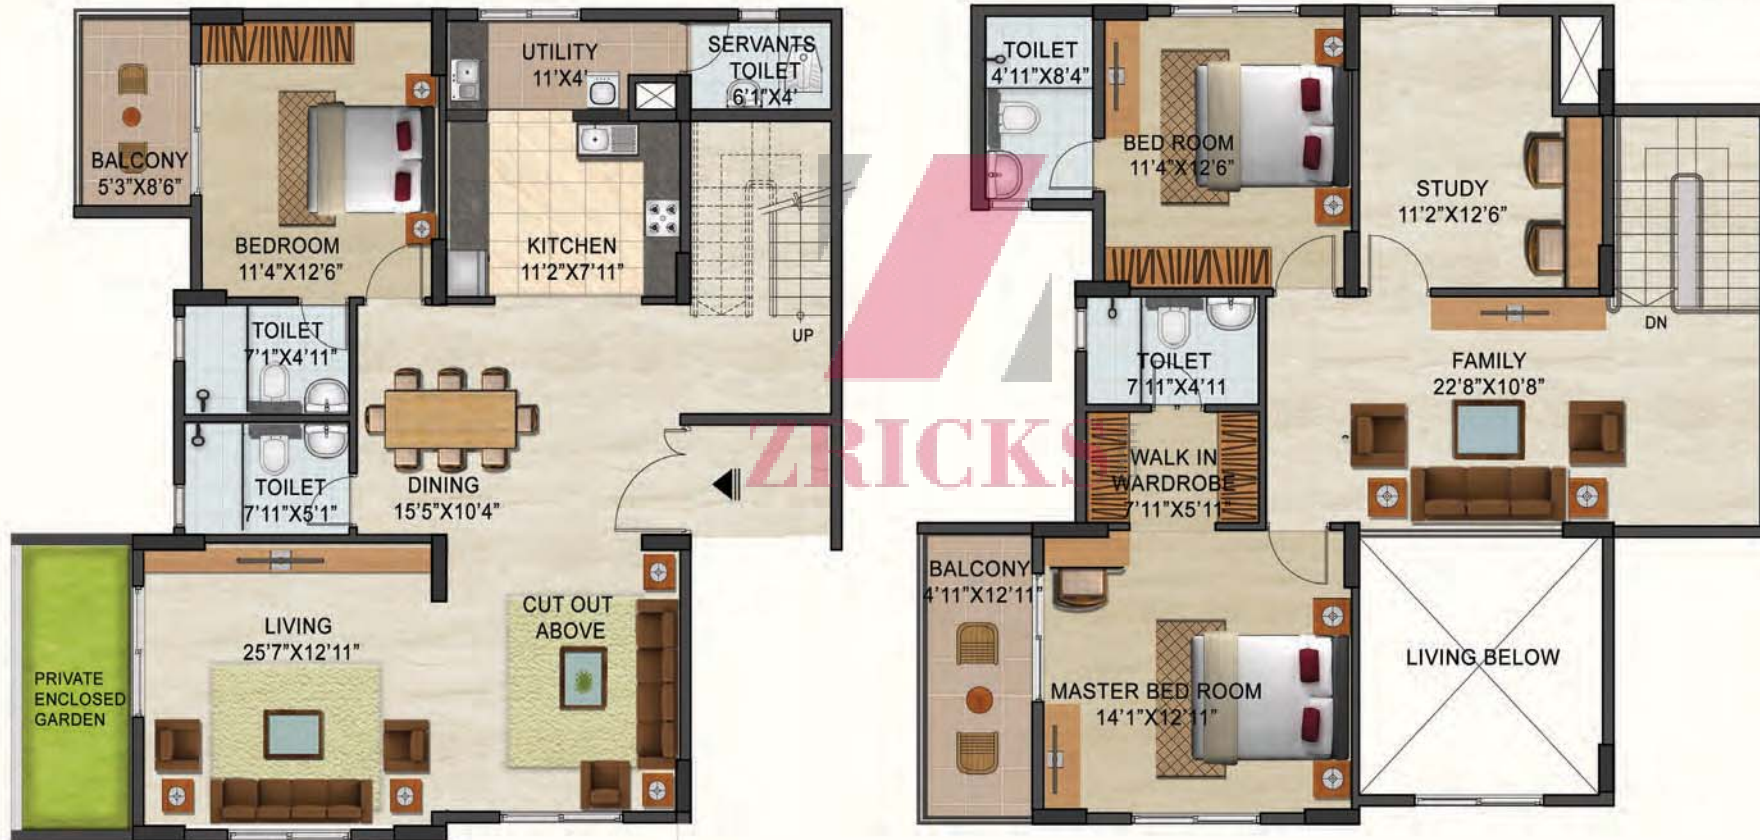 BALCONY
5'3"X8'6"
BEDROOM
11'4"X12'6"
UTILITY
11'X4'
SERVANTS
TOILET
6'1"X4'
KITCHEN
11'2"X7'11"
UP
TOILET
7'1"X4'11"
TOILET
7'11"X5'1"
DINING
15'5"X10'4"
LIVING
25'7"X12'11"
CUT OUT
ABOVE
PRIVATE
ENCLOSED
GARDEN
ZRICKS
TOILET
4'11"X8'4"
BED ROOM
11'4"X12'6"
STUDY
11'2"X12'6"
DN
TOILET
7'11"X4'11
FAMILY
22'8"X10'8"
WALK IN
WARDROBE
7'11"X5'11"
BALCONY
4'11"X12'11"
MASTER BED ROOM
14'1"X12'11"
LIVING BELOW